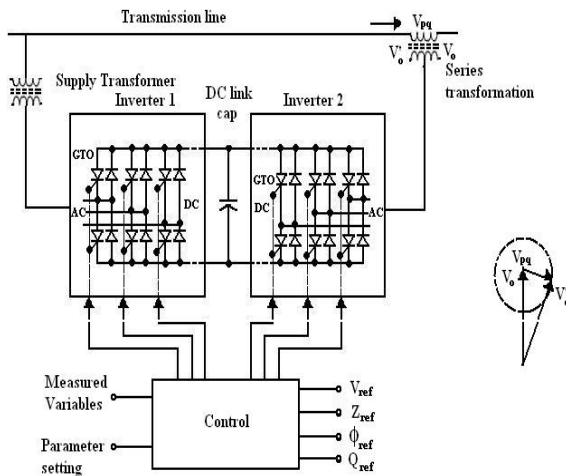 Transmission line
Vpq
V'o
Vo
Series
transformation
Supply Transformer
Inverter 1
DC link
cap
Inverter 2
GTO
DC
AC
GTO
DC
AC
Vpq
Vo
V'o
Measured
Variables
Parameter
setting
Control
Vref
Zref
ϕref
Qref